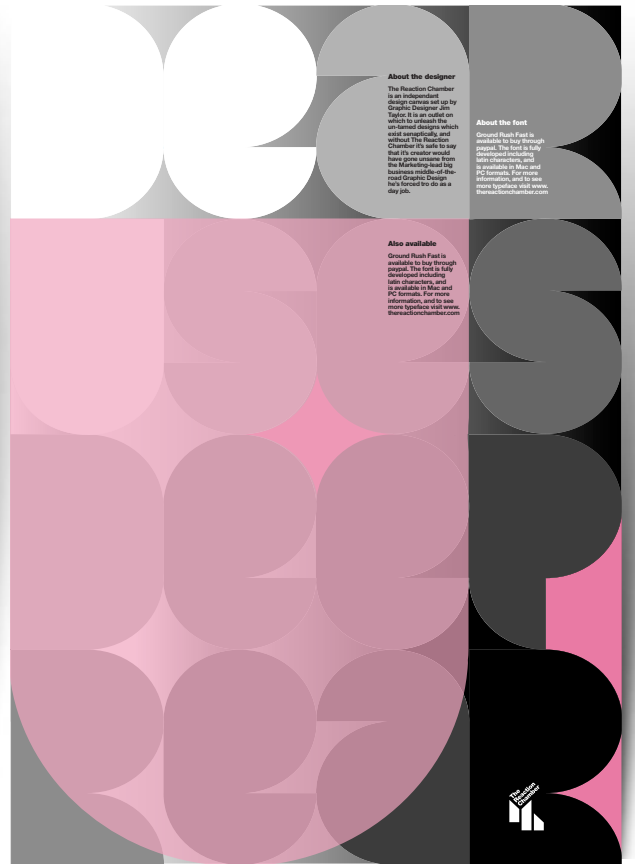 About the designer
The Reaction Chamber
is an independant
design canvas set up by
Graphic Designer Jim
Taylor. It is an outlet on
which to unleash the
un-tamed designs which
exist senaptically, and
without The Reaction
Chamber it's safe to say
that it's creator would
have gone unsane from
the Marketing-lead big
business middle-of-the-
road Graphic Design
he's forced tro do as a
day job.
About the font
Ground Rush Fast is
available to buy through
paypal. The font is fully
developed including
latin characters, and
is available in Mac and
PC formats. For more
information, and to see
more typeface visit www.
thereactionchamber.com
Also available
Ground Rush Fast is
available to buy through
paypal. The font is fully
developed including
latin characters, and
is available in Mac and
PC formats. For more
information, and to see
more typeface visit www.
thereactionchamber.com
The
Reaction
Chamber